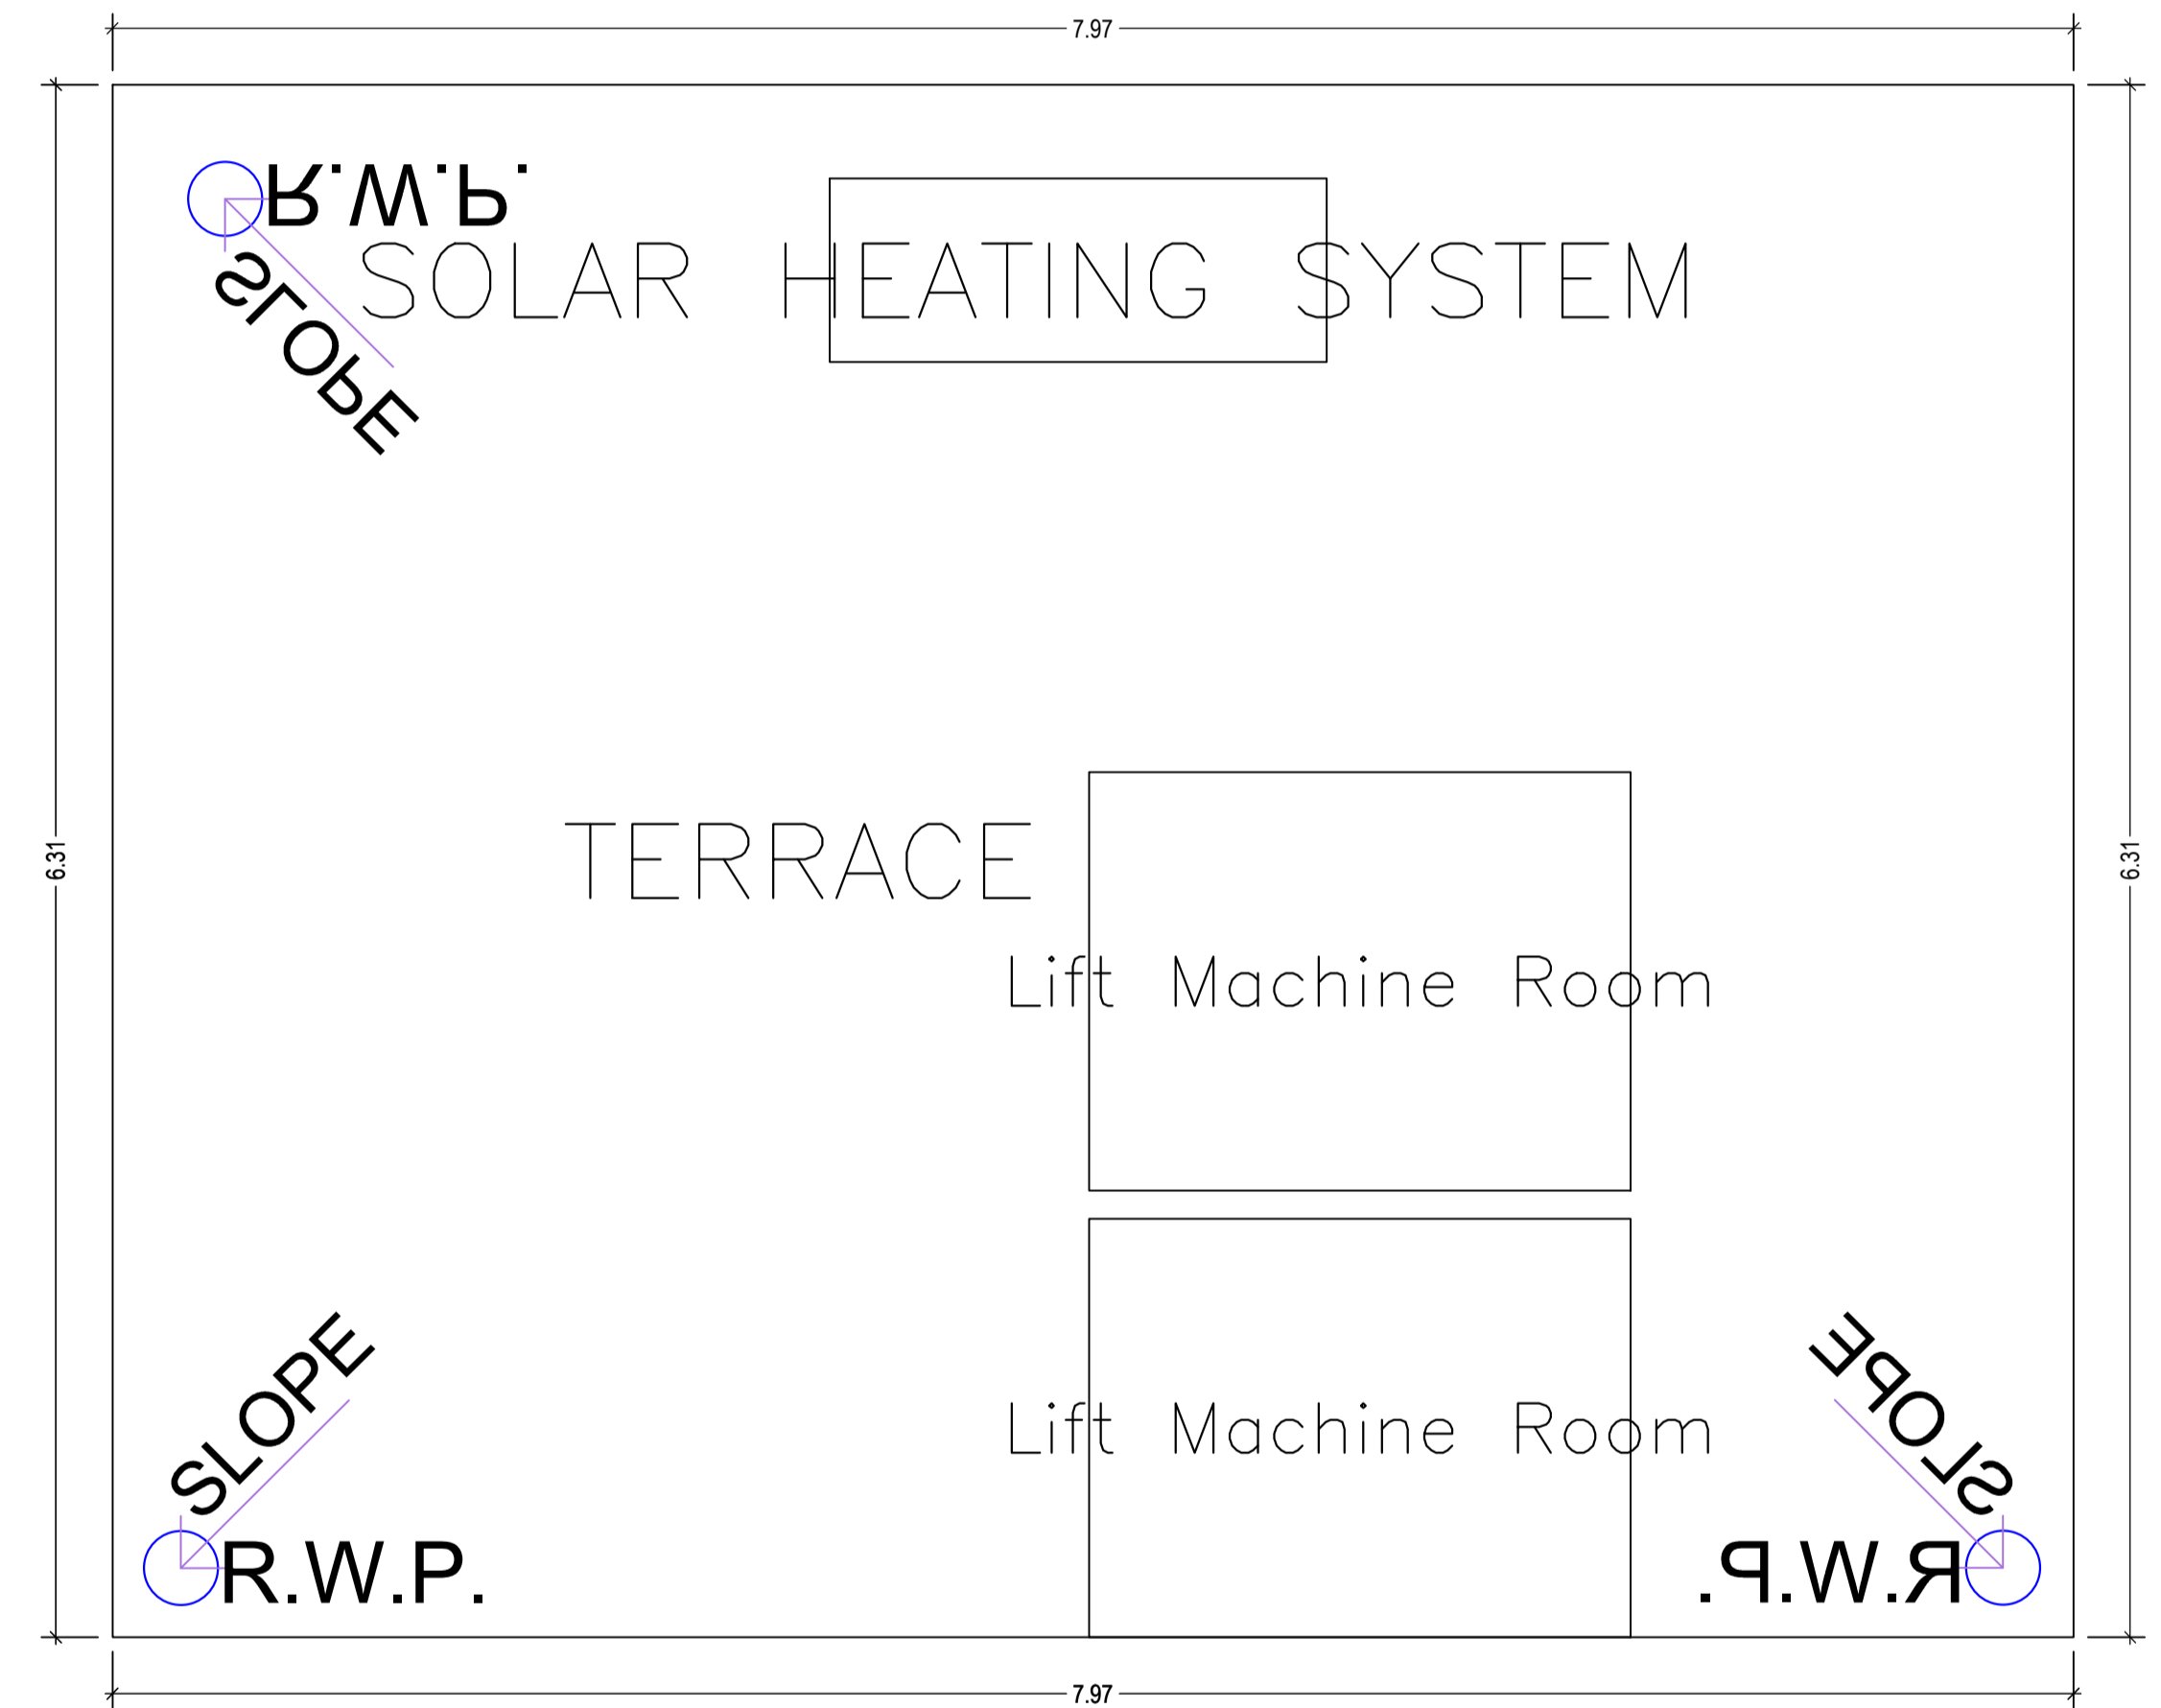 7.97
R.W.P.
SOLAR HEATING SYSTEM
SLOPE
TERRACE
6.31
6.31
Lift Machine Room
SLOPE
SLOPE
Lift Machine Room
R.W.P.
R.W.P.
7.97